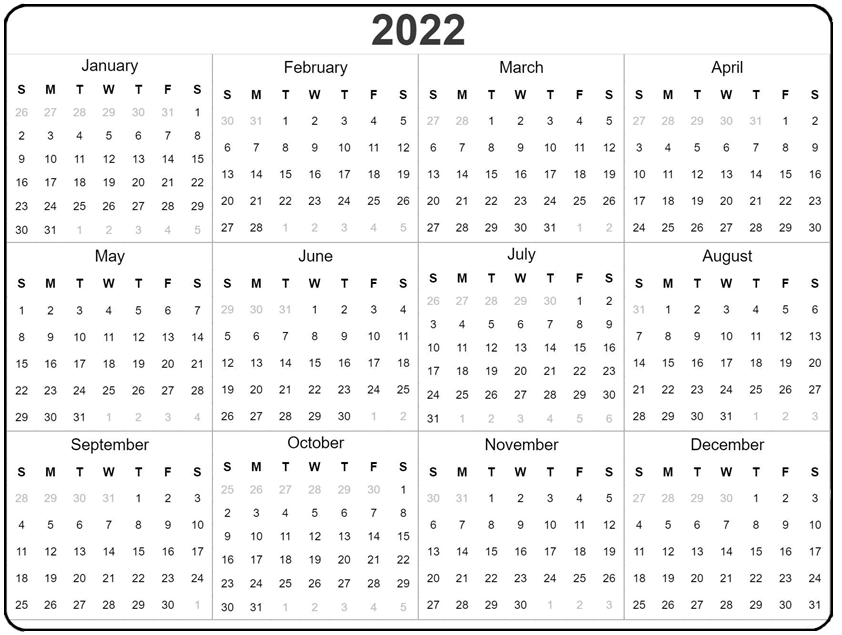 2022
January
S M T W T F S
26 27 28 29 30 31 1
2 3 4 5 6 7 8
9 10 11 12 13 14 15
16 17 18 19 20 21 22
23 24 25 26 27 28 29
30 31 1 2 3 4 5
February
S M T W T F S
30 31 1 2 3 4 5
6 7 8 9 10 11 12
13 14 15 16 17 18 19
20 21 22 23 24 25 26
27 28 1 2 3 4 5
March
S M T W T F S
27 28 1 2 3 4 5
6 7 8 9 10 11 12
13 14 15 16 17 18 19
20 21 22 23 24 25 26
27 28 29 30 31 1 2
April
S M T W T F S
27 28 29 30 31 1 2
3 4 5 6 7 8 9
10 11 12 13 14 15 16
17 18 19 20 21 22 23
24 25 26 27 28 29 30
May
S M T W T F S
1 2 3 4 5 6 7
8 9 10 11 12 13 14
15 16 17 18 19 20 21
22 23 24 25 26 27 28
29 30 31 1 2 3 4
June
S M T W T F S
29 30 31 1 2 3 4
5 6 7 8 9 10 11
12 13 14 15 16 17 18
19 20 21 22 23 24 25
26 27 28 29 30 1 2
July
S M T W T F S
26 27 28 29 30 1 2
3 4 5 6 7 8 9
10 11 12 13 14 15 16
17 18 19 20 21 22 23
24 25 26 27 28 29 30
31 1 2 3 4 5 6
August
S M T W T F S
31 1 2 3 4 5 6
7 8 9 10 11 12 13
14 15 16 17 18 19 20
21 22 23 24 25 26 27
28 29 30 31 1 2 3
September
S M T W T F S
28 29 30 31 1 2 3
4 5 6 7 8 9 10
11 12 13 14 15 16 17
18 19 20 21 22 23 24
25 26 27 28 29 30 1
October
S M T W T F S
25 26 27 28 29 30 1
2 3 4 5 6 7 8
9 10 11 12 13 14 15
16 17 18 19 20 21 22
23 24 25 26 27 28 29
30 31 1 2 3 4 5
November
S M T W T F S
30 31 1 2 3 4 5
6 7 8 9 10 11 12
13 14 15 16 17 18 19
20 21 22 23 24 25 26
27 28 29 30 1 2 3
December
S M T W T F S
27 28 29 30 1 2 3
4 5 6 7 8 9 10
11 12 13 14 15 16 17
18 19 20 21 22 23 24
25 26 27 28 29 30 31